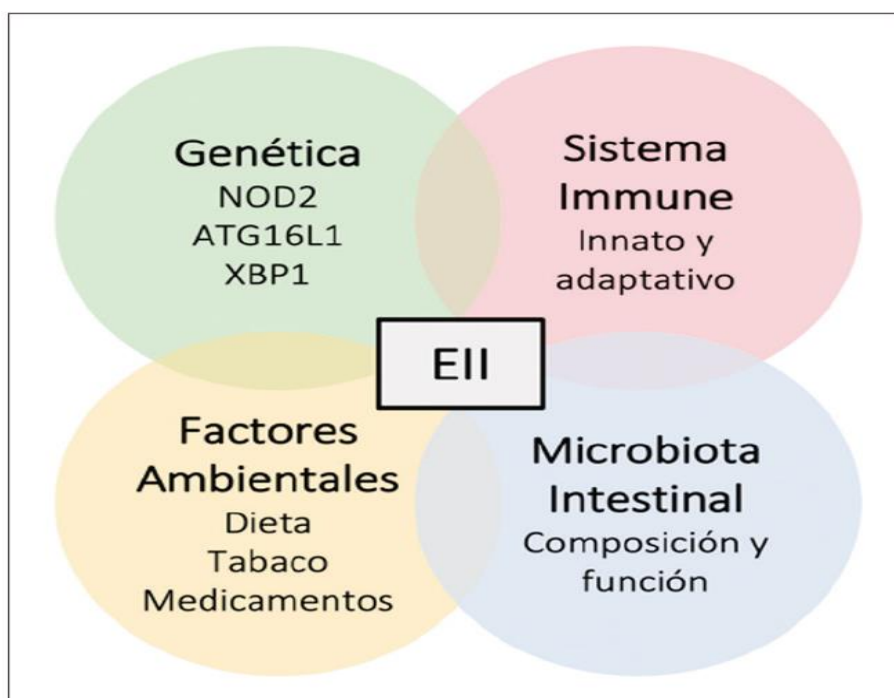 Genética
NOD2
ATG16L1
XBP1
Sistema
Immune
Innato y
adaptativo
EII
Factores
Ambientales
Dieta
Tabaco
Medicamentos
Microbiota
Intestinal
Composición y
función